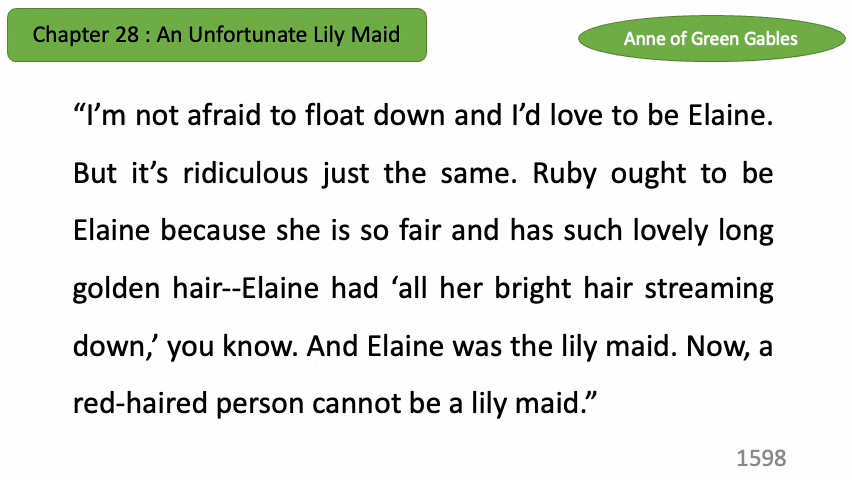 Chapter 28 : An Unfortunate Lily Maid
Anne of Green Gables
“I’m not afraid to float down and I’d love to be Elaine.
But it’s ridiculous just the same. Ruby ought to be
Elaine because she is so fair and has such lovely long
golden hair--Elaine had ‘all her bright hair streaming
down,’ you know. And Elaine was the lily maid. Now, a
red-haired person cannot be a lily maid.”
1598